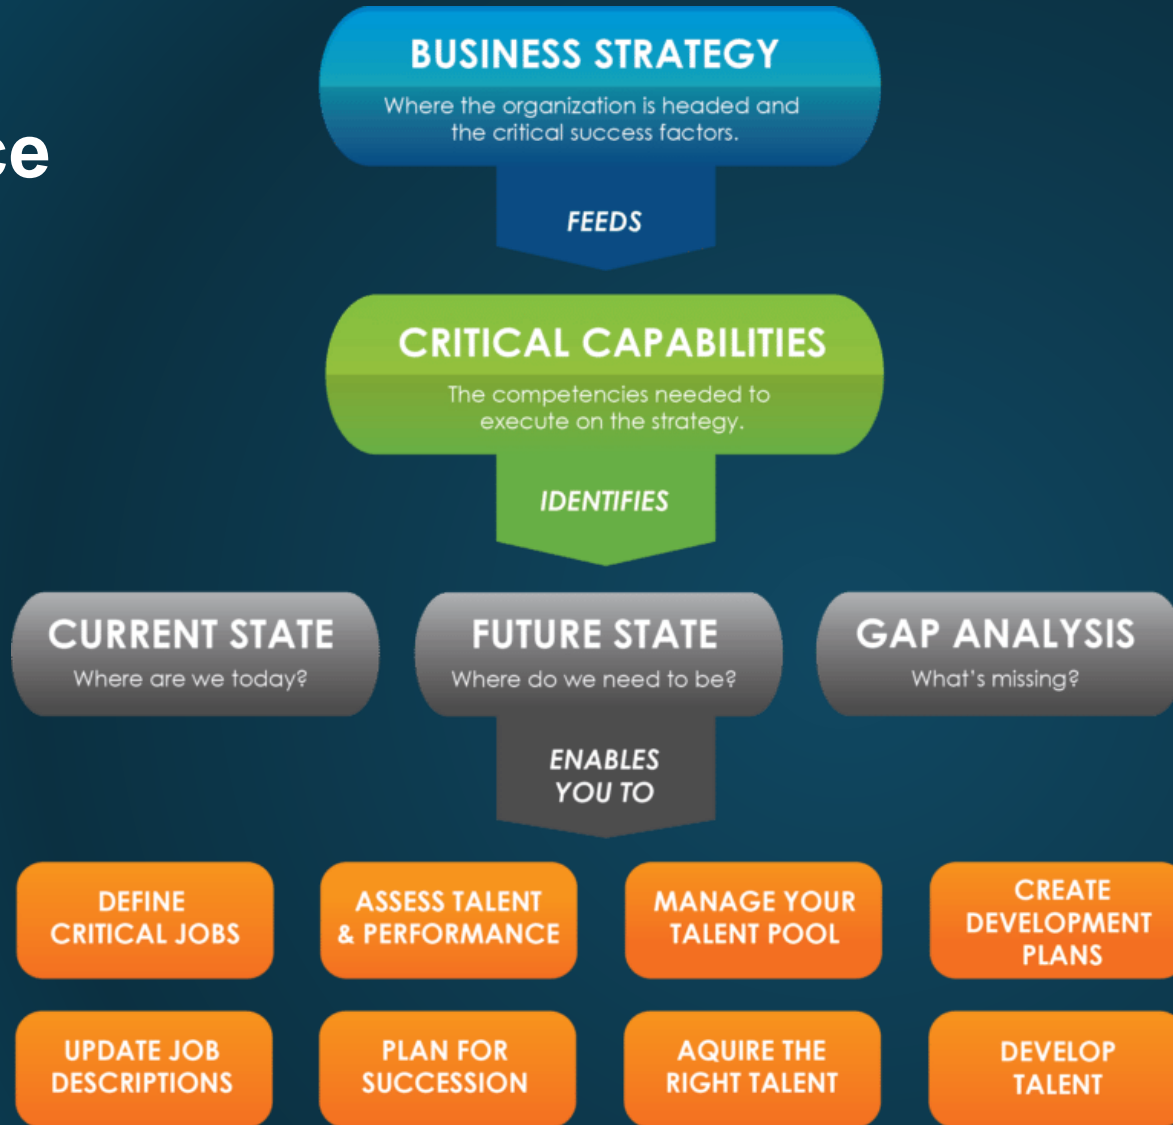 ce
BUSINESS STRATEGY
Where the organization is headed and
the critical success factors.
FEEDS
CRITICAL CAPABILITIES
The competencies needed to
execute on the strategy.
IDENTIFIES
CURRENT STATE
Where are we today?
FUTURE STATE
Where do we need to be?
GAP ANALYSIS
What's missing?
ENABLES
YOU TO
DEFINE
CRITICAL JOBS
ASSESS TALENT
& PERFORMANCE
MANAGE YOUR
TALENT POOL
CREATE
DEVELOPMENT
PLANS
UPDATE JOB
DESCRIPTIONS
PLAN FOR
SUCCESSION
AQUIRE THE
RIGHT TALENT
DEVELOP
TALENT